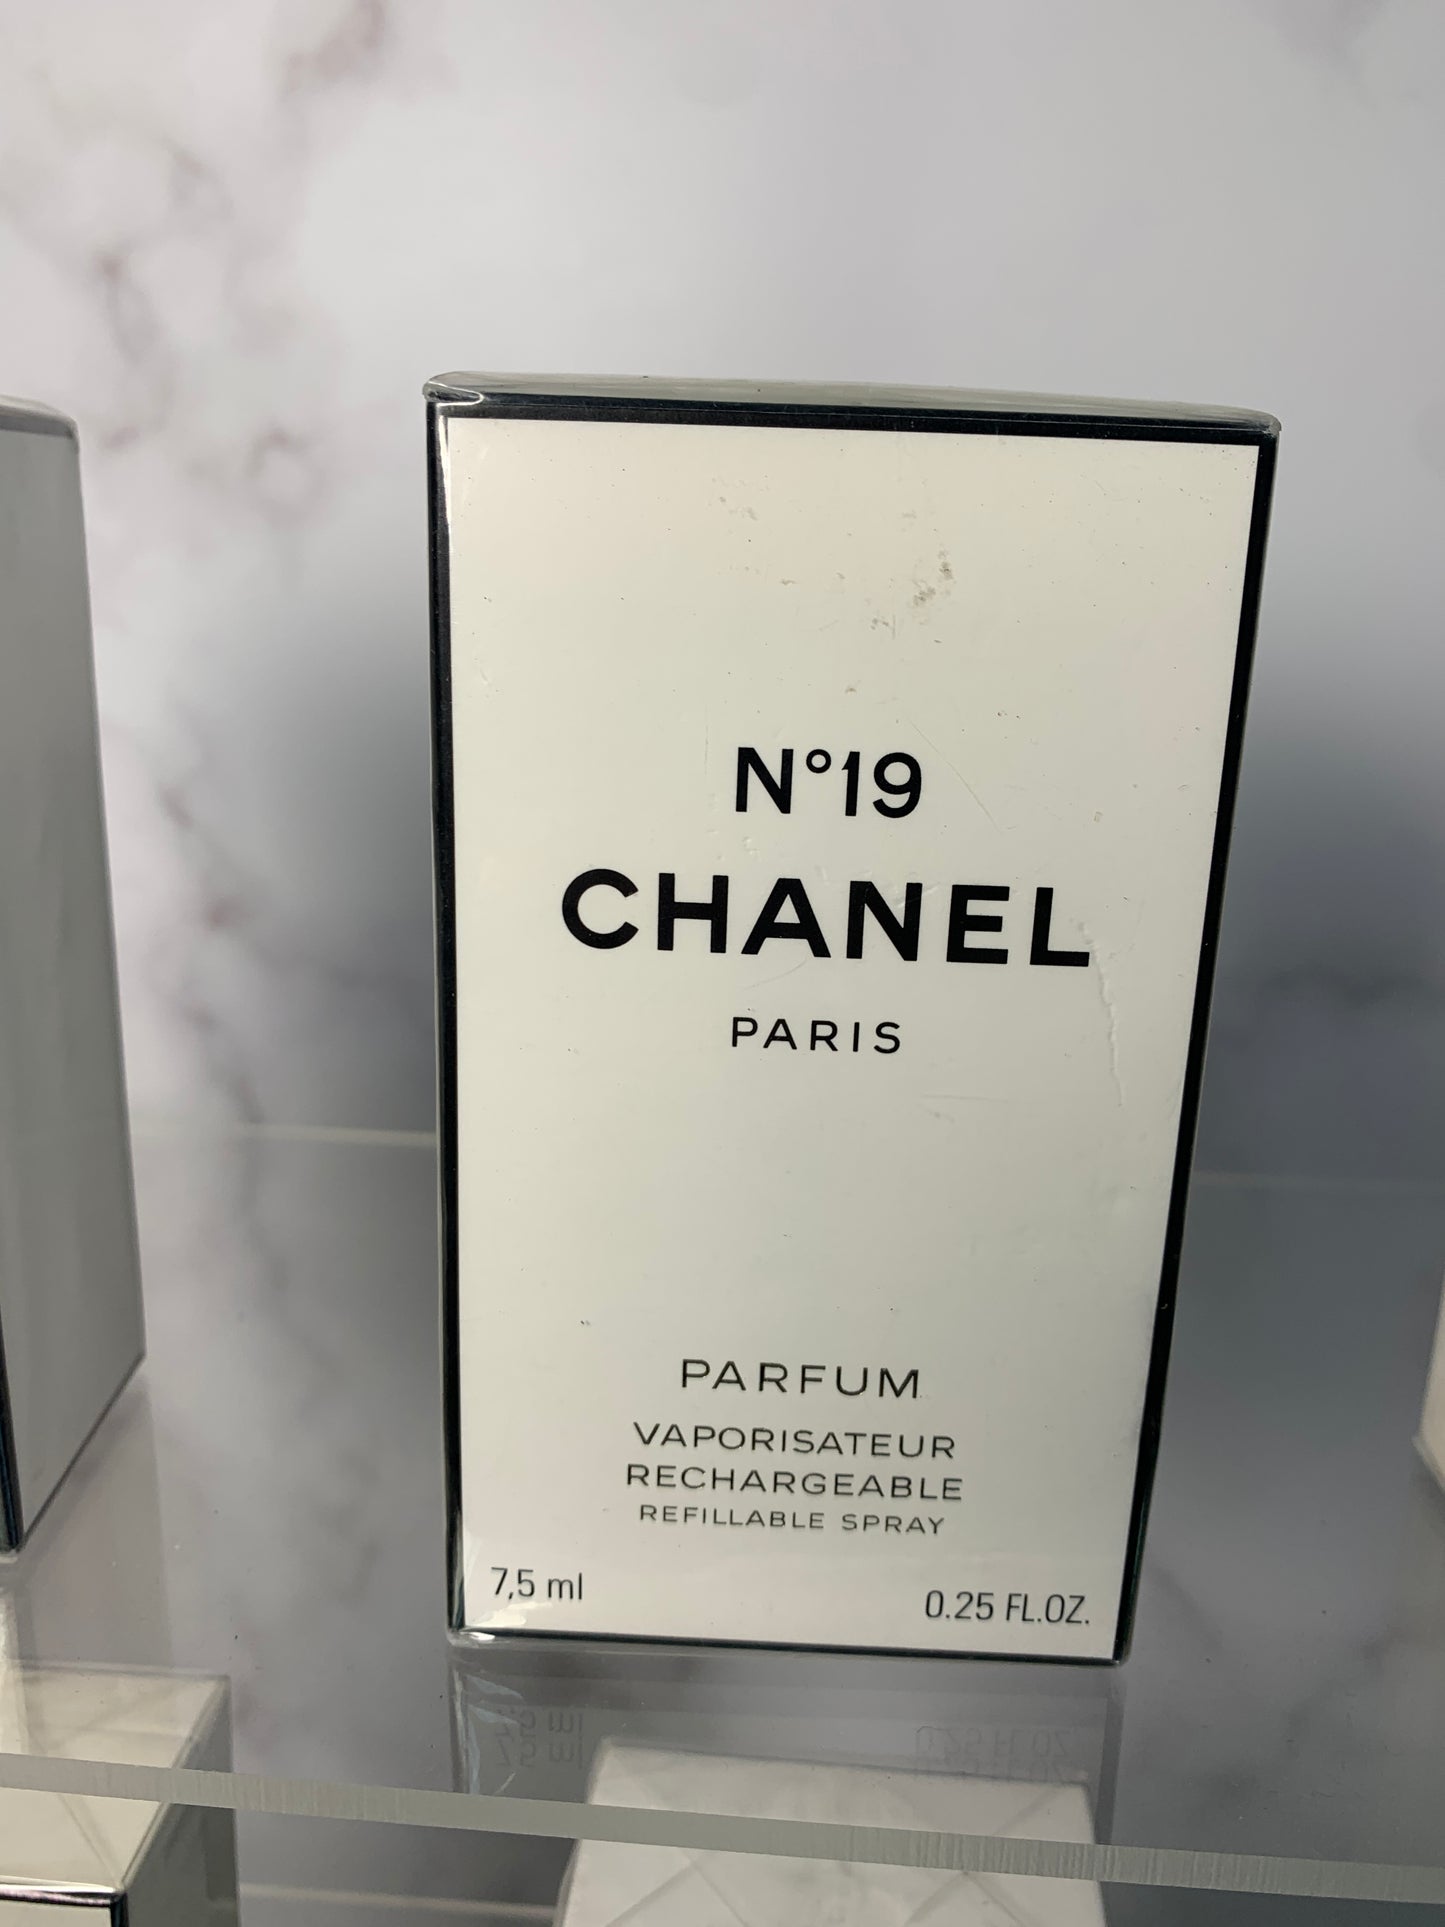 N°19
CHANEL
PARIS
PARFUM
VAPORISATEUR
RECHARGEABLE
REFILLABLE SPRAY
7,5 ml 0.25 FL.OZ.